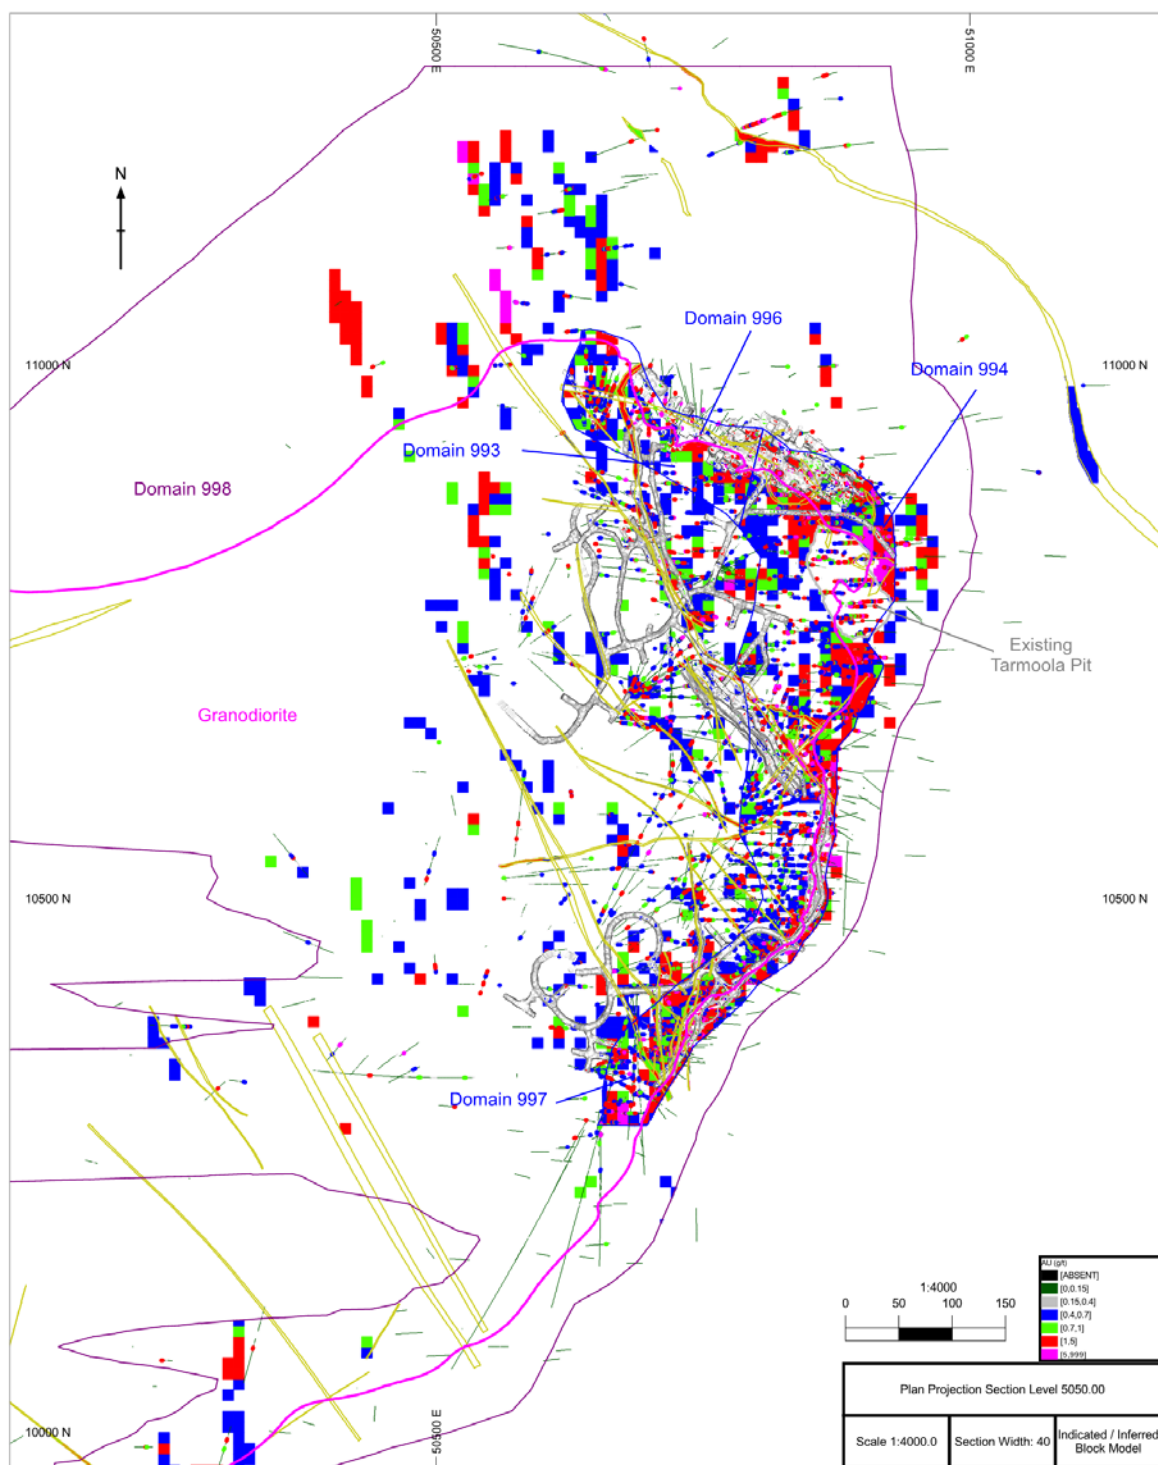 50500 E
51000 E
N
Domain 996
11000 N
11000 N
Domain 994
Domain 993
Domain 998
Existing
Tarmoola Pit
Granodiorite
10500 N
10500 N
Domain 997
AU (g/t)
[ABSENT]
[0,0.15]
[0.15,0.4]
[0.4,0.7]
[0.7,1]
[1,5]
[5,999]
1:4000
0 50 100 150
Plan Projection Section Level 5050.00
10000 N
50500 E
Scale 1:4000.0
Section Width: 40
Indicated / Inferred
Block Model